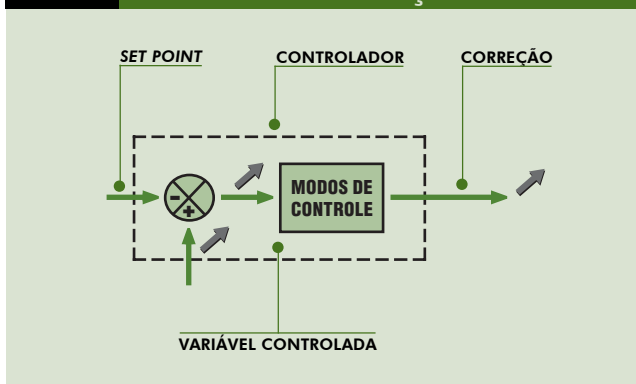 SET POINT
CONTROLADOR
CORREÇÃO
-
+
MODOS DE
CONTROLE
VARIÁVEL CONTROLADA